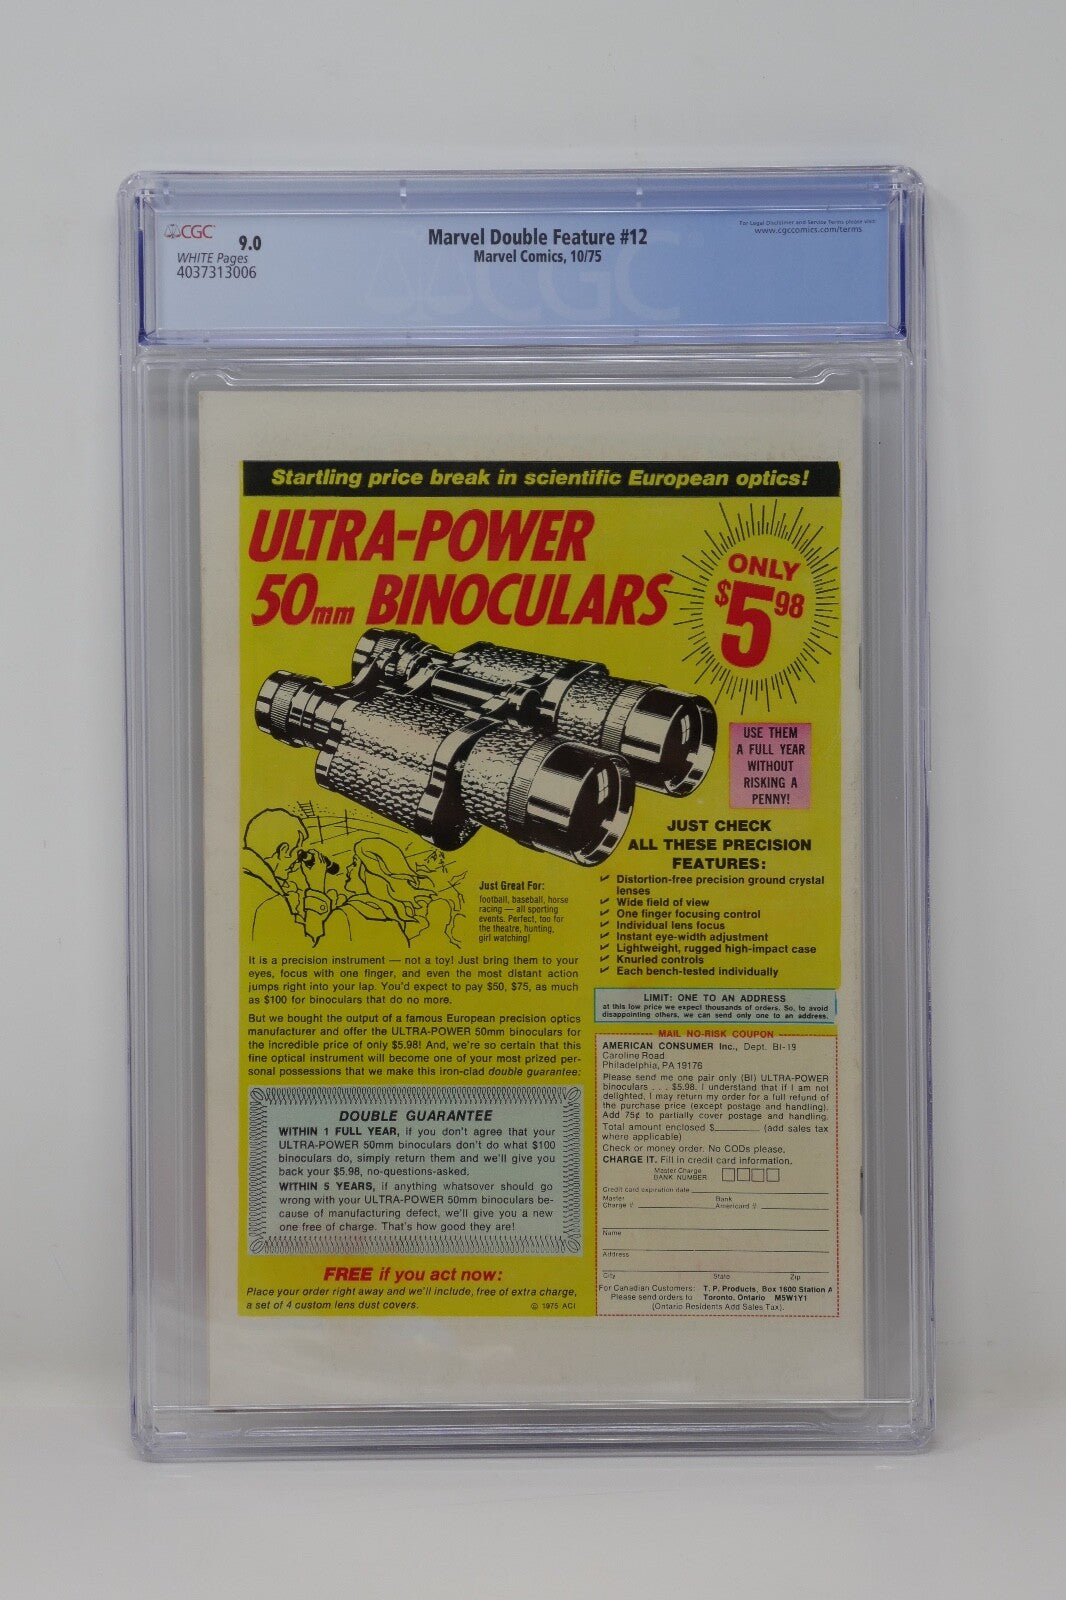 CGC
9.0
WHITE Pages
4037313006
Marvel Double Feature #12
Marvel Comics, 10/75
For Legal Disclaimer and Service Terms please visit:
www.cgccomics.com/terms
CGC
Startling price break in scientific European optics!
ULTRA-POWER
50mm BINOCULARS
ONLY
$5 98
USE THEM
A FULL YEAR
WITHOUT
RISKING A
PENNY!
JUST CHECK
ALL THESE PRECISION
FEATURES:
Distortion-free precision ground crystal
lenses
Wide field of view
One finger focusing control
Individual lens focus
Instant eye-width adjustment
Lightweight, rugged high-impact case
Knurled controls
Each bench-tested individually
Just Great For:
football, baseball, horse
racing — all sporting
events. Perfect, too for
the theatre, hunting,
girl watching!
It is a precision instrument — not a toy! Just bring them to your
eyes, focus with one finger, and even the most distant action
jumps right into your lap. You'd expect to pay $50, $75, as much
as $100 for binoculars that do no more.
But we bought the output of a famous European precision optics
manufacturer and offer the ULTRA-POWER 50mm binoculars for
the incredible price of only $5.98! And, we're so certain that this
fine optical instrument will become one of your most prized per-
sonal possessions that we make this iron-clad double guarantee:
DOUBLE GUARANTEE
WITHIN 1 FULL YEAR, if you don't agree that your
ULTRA-POWER 50mm binoculars don't do what $100
binoculars do, simply return them and we'll give you
back your $5.98, no-questions-asked.
WITHIN 5 YEARS, if anything whatsoever should go
wrong with your ULTRA-POWER 50mm binoculars be-
cause of manufacturing defect, we'll give you a new
one free of charge. That's how good they are!
FREE if you act now:
Place your order right away and we'll include, free of extra charge,
a set of 4 custom lens dust covers.
© 1975 ACI
LIMIT: ONE TO AN ADDRESS
at this low price we expect thousands of orders. So, to avoid
disappointing others, we can send only one to an address.
MAIL NO-RISK COUPON
AMERICAN CONSUMER Inc., Dept. BI-19
Caroline Road
Philadelphia, PA 19176
Please send me one pair only (BI) ULTRA-POWER
binoculars . . . $5.98. I understand that if I am not
delighted, I may return my order for a full refund of
the purchase price (except postage and handling).
Add 75¢ to partially cover postage and handling.
Total amount enclosed $ (add sales tax
where applicable)
Check or money order. No CODs please.
CHARGE IT. Fill in credit card information.
Master Charge
BANK NUMBER
Credit card expiration date
Master
Charge #
Bank
Americard #
Name
Address
City State Zip
For Canadian Customers: T. P. Products, Box 1600 Station A
Please send orders to Toronto, Ontario M5W1Y1
(Ontario Residents Add Sales Tax).